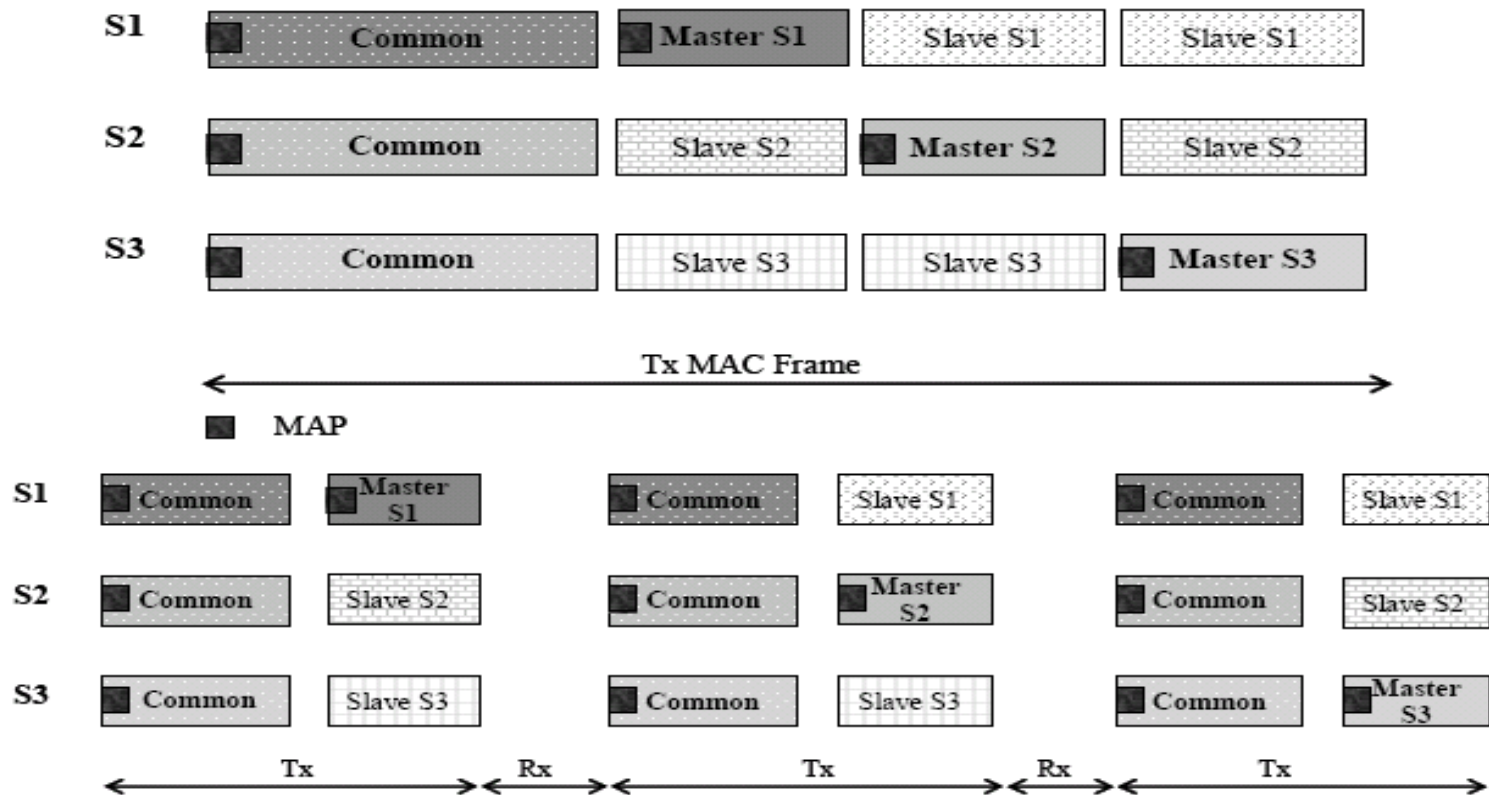 S1 Common Master S1 Slave S1 Slave S1
S2 Common Slave S2 Master S2 Slave S2
S3 Common Slave S3 Slave S3 Master S3
Tx MAC Frame
MAP
S1 Common Master S1 Common Slave S1 Common Slave S1
S2 Common Slave S2 Common Master S2 Common Slave S2
S3 Common Slave S3 Common Slave S3 Common Master S3
Tx Rx Tx Rx Tx